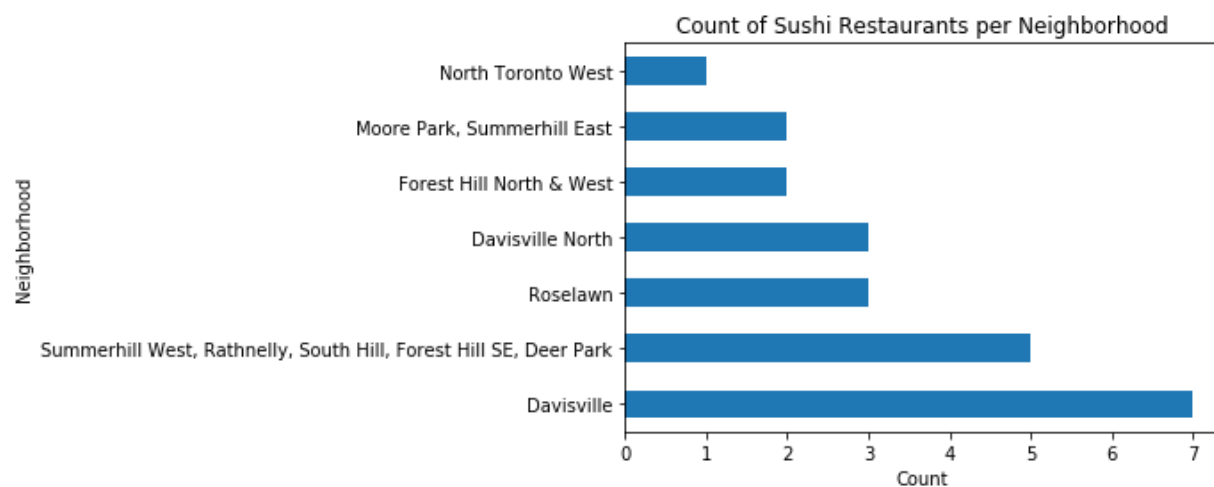 Count of Sushi Restaurants per Neighborhood
Neighborhood
North Toronto West
Moore Park, Summerhill East
Forest Hill North & West
Davisville North
Roselawn
Summerhill West, Rathnelly, South Hill, Forest Hill SE, Deer Park
Davisville
0 1 2 3 4 5 6 7
Count